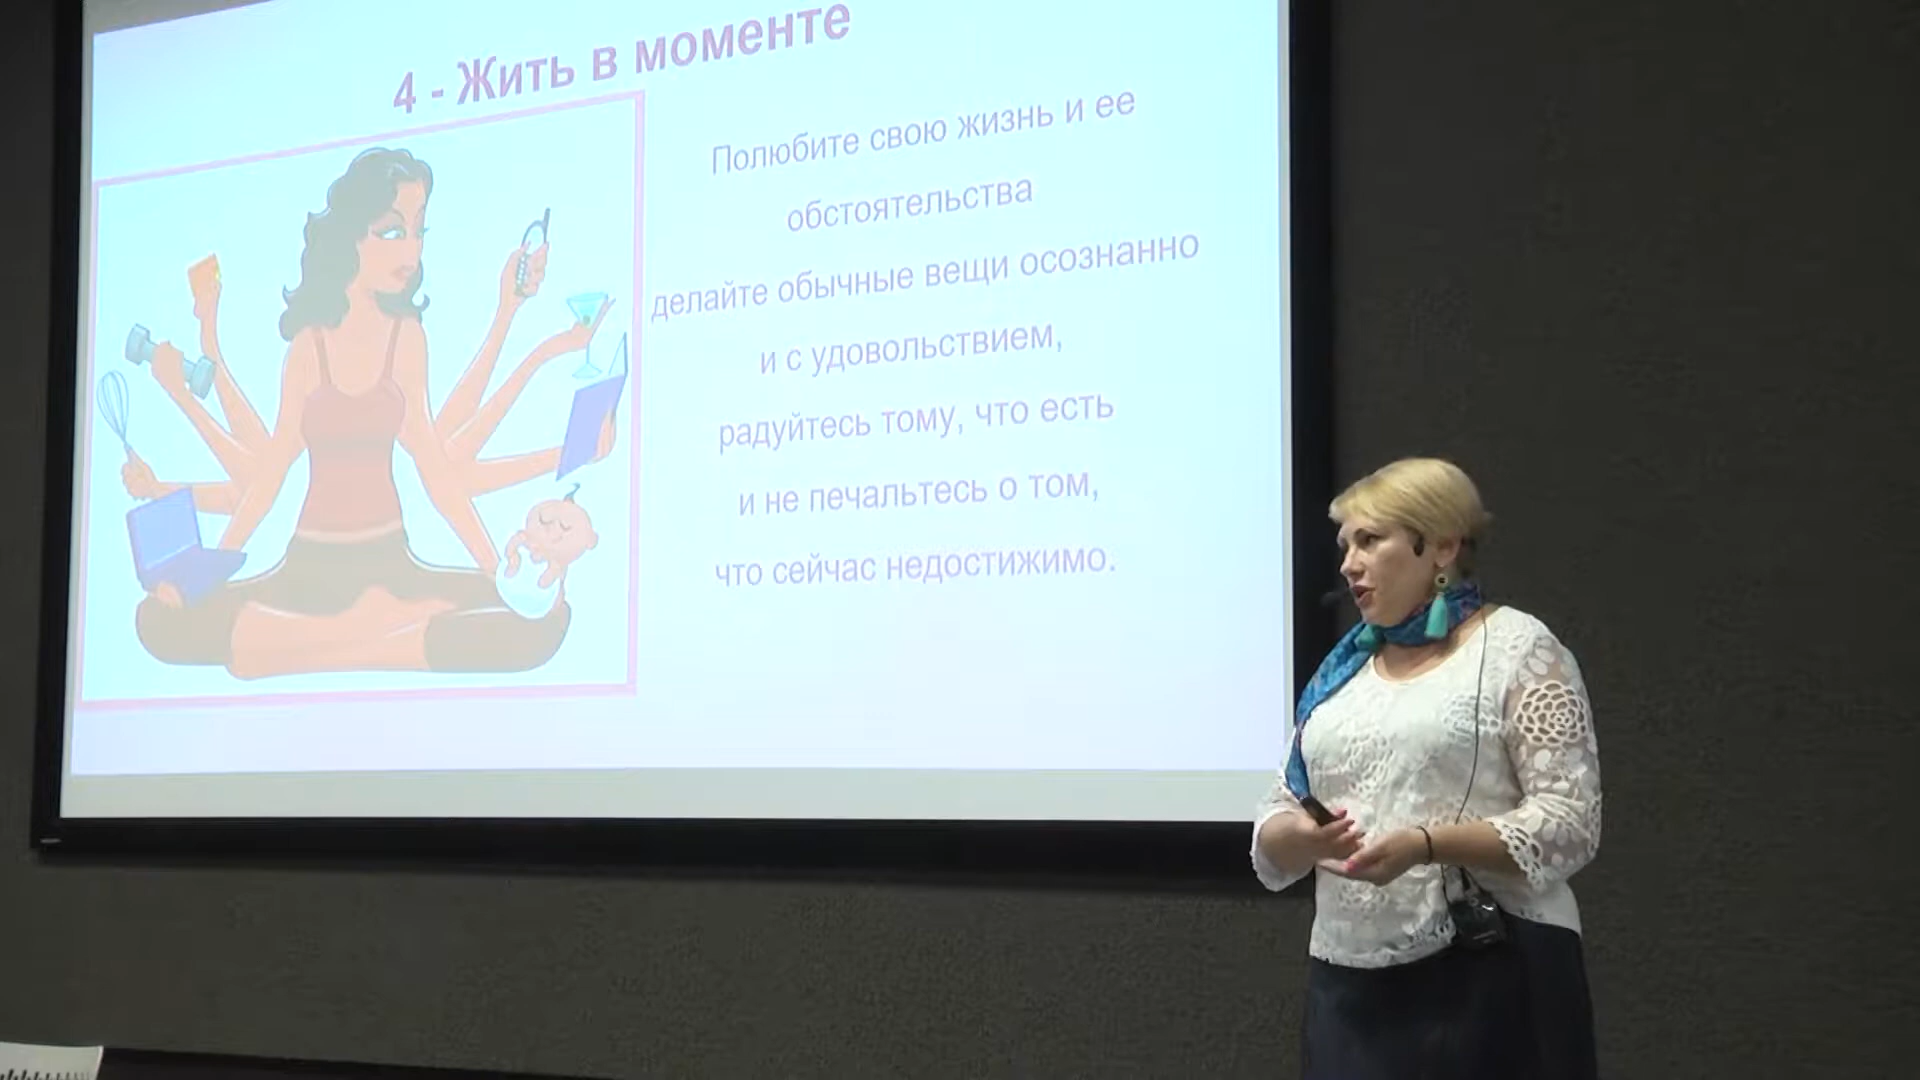 4 - Жить в моменте
Полюбите свою жизнь и ее
обстоятельства
делайте обычные вещи осознанно
и с удовольствием,
радуйтесь тому, что есть
и не печальтесь о том,
что сейчас недостижимо.